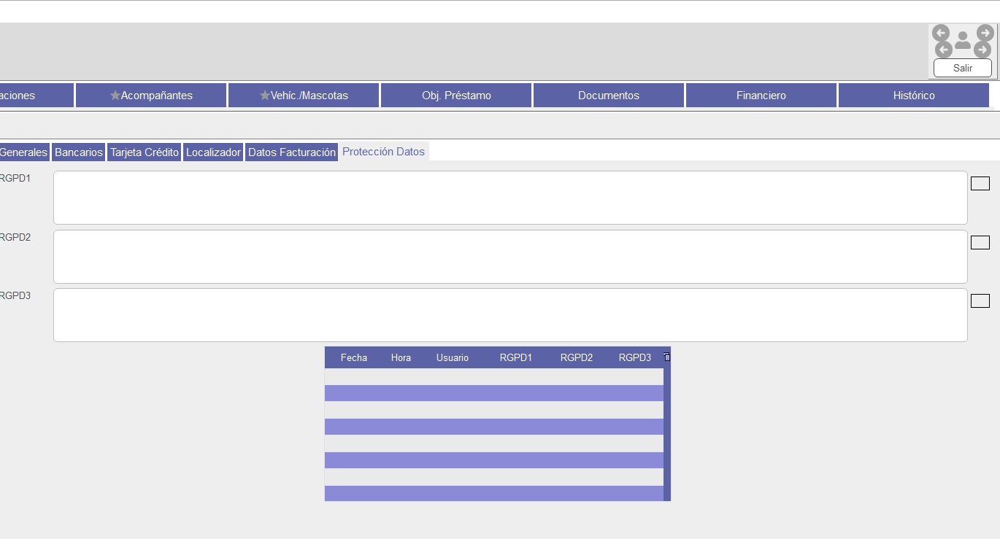 Salir
aciones ★Acompañantes ★Vehíc./Mascotas Obj. Préstamo Documentos Financiero Histórico
Generales Bancarios Tarjeta Crédito Localizador Datos Facturación Protección Datos
RGPD1
RGPD2
RGPD3
Fecha Hora Usuario RGPD1 RGPD2 RGPD3